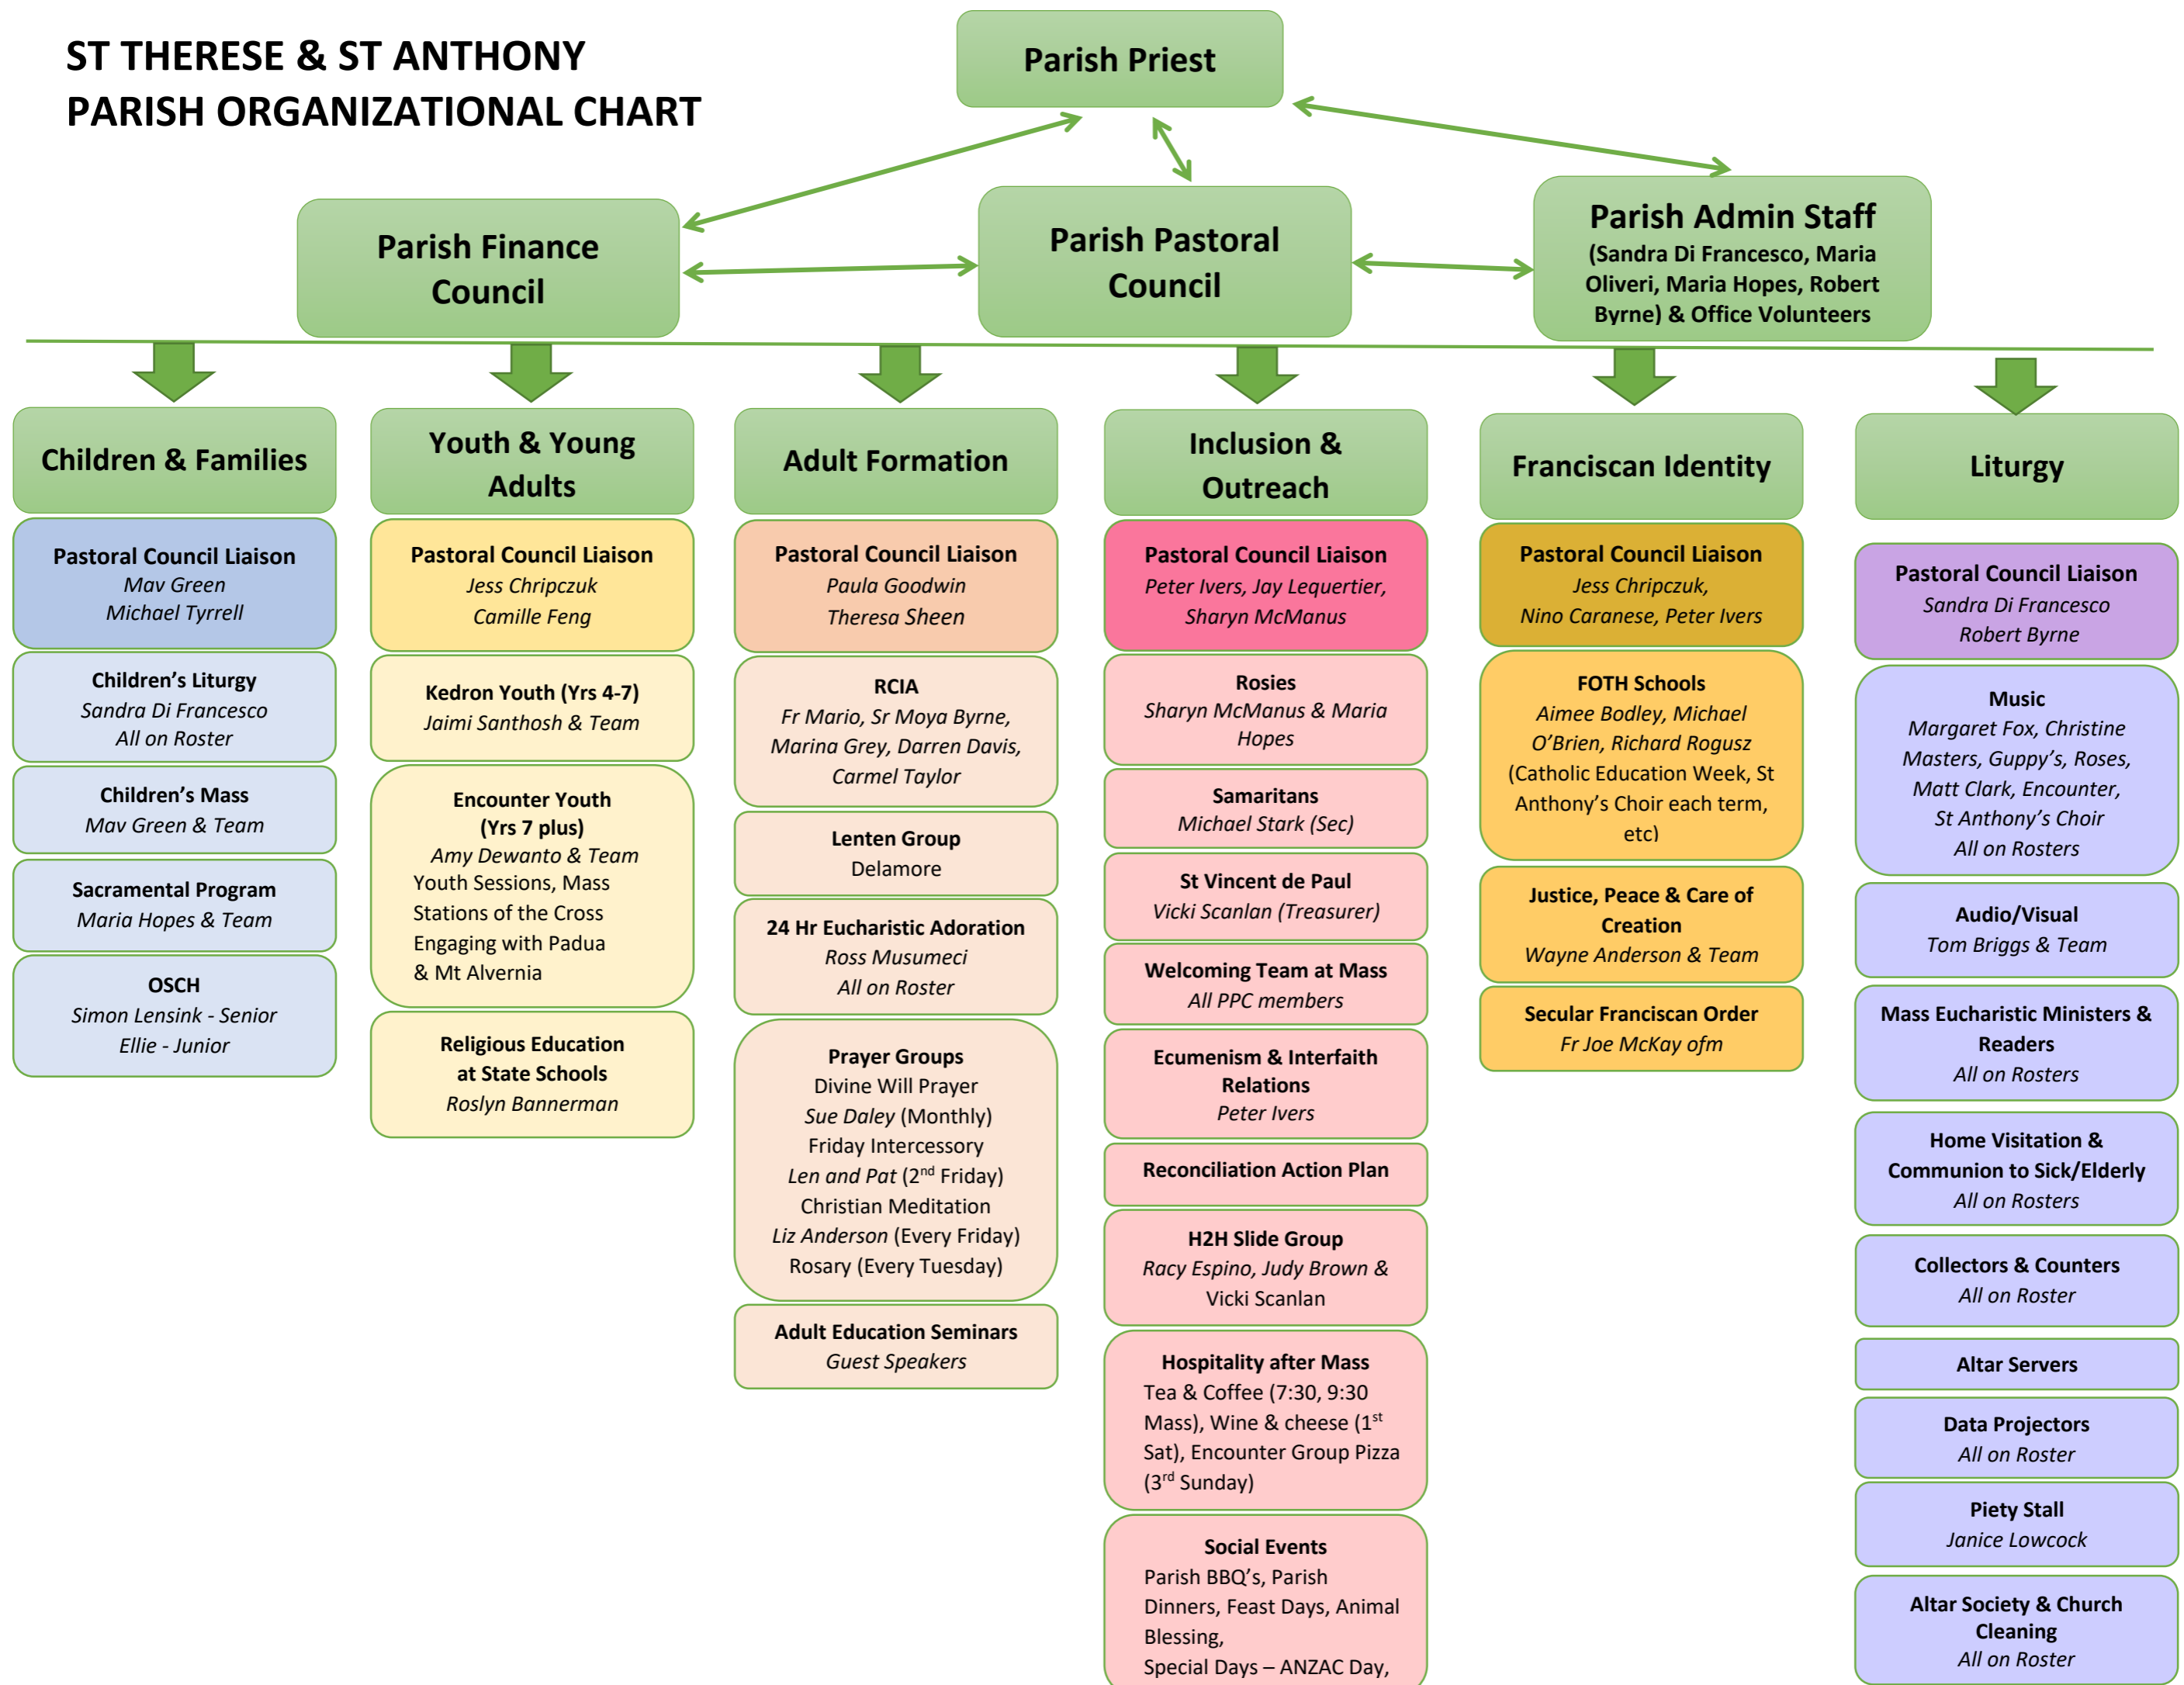 ST THERESE & ST ANTHONY
PARISH ORGANIZATIONAL CHART
Parish Priest
Parish Finance
Council
Parish Pastoral
Council
Parish Admin Staff
(Sandra Di Francesco, Maria
Oliveri, Maria Hopes, Robert
Byrne) & Office Volunteers
Children & Families
Pastoral Council Liaison
Mav Green
Michael Tyrrell
Children’s Liturgy
Sandra Di Francesco
All on Roster
Children’s Mass
Mav Green & Team
Sacramental Program
Maria Hopes & Team
OSCH
Simon Lensink - Senior
Ellie - Junior
Youth & Young
Adults
Pastoral Council Liaison
Jess Chripczuk
Camille Feng
Kedron Youth (Yrs 4-7)
Jaimi Santhosh & Team
Encounter Youth
(Yrs 7 plus)
Amy Dewanto & Team
Youth Sessions, Mass
Stations of the Cross
Engaging with Padua
& Mt Alvernia
Religious Education
at State Schools
Roslyn Bannerman
Adult Formation
Pastoral Council Liaison
Paula Goodwin
Theresa Sheen
RCIA
Fr Mario, Sr Moya Byrne,
Marina Grey, Darren Davis,
Carmel Taylor
Lenten Group
Delamore
24 Hr Eucharistic Adoration
Ross Musumeci
All on Roster
Prayer Groups
Divine Will Prayer
Sue Daley (Monthly)
Friday Intercessory
Len and Pat (2nd Friday)
Christian Meditation
Liz Anderson (Every Friday)
Rosary (Every Tuesday)
Adult Education Seminars
Guest Speakers
Inclusion &
Outreach
Pastoral Council Liaison
Peter Ivers, Jay Lequertier,
Sharyn McManus
Rosies
Sharyn McManus & Maria
Hopes
Samaritans
Michael Stark (Sec)
St Vincent de Paul
Vicki Scanlan (Treasurer)
Welcoming Team at Mass
All PPC members
Ecumenism & Interfaith
Relations
Peter Ivers
Reconciliation Action Plan
H2H Slide Group
Racy Espino, Judy Brown &
Vicki Scanlan
Hospitality after Mass
Tea & Coffee (7:30, 9:30
Mass), Wine & cheese (1st
Sat), Encounter Group Pizza
(3rd Sunday)
Social Events
Parish BBQ’s, Parish
Dinners, Feast Days, Animal
Blessing,
Special Days – ANZAC Day,
Franciscan Identity
Pastoral Council Liaison
Jess Chripczuk,
Nino Caranese, Peter Ivers
FOTH Schools
Aimee Bodley, Michael
O’Brien, Richard Rogusz
(Catholic Education Week, St
Anthony’s Choir each term,
etc)
Justice, Peace & Care of
Creation
Wayne Anderson & Team
Secular Franciscan Order
Fr Joe McKay ofm
Liturgy
Pastoral Council Liaison
Sandra Di Francesco
Robert Byrne
Music
Margaret Fox, Christine
Masters, Guppy’s, Roses,
Matt Clark, Encounter,
St Anthony’s Choir
All on Rosters
Audio/Visual
Tom Briggs & Team
Mass Eucharistic Ministers &
Readers
All on Rosters
Home Visitation &
Communion to Sick/Elderly
All on Rosters
Collectors & Counters
All on Roster
Altar Servers
Data Projectors
All on Roster
Piety Stall
Janice Lowcock
Altar Society & Church
Cleaning
All on Roster